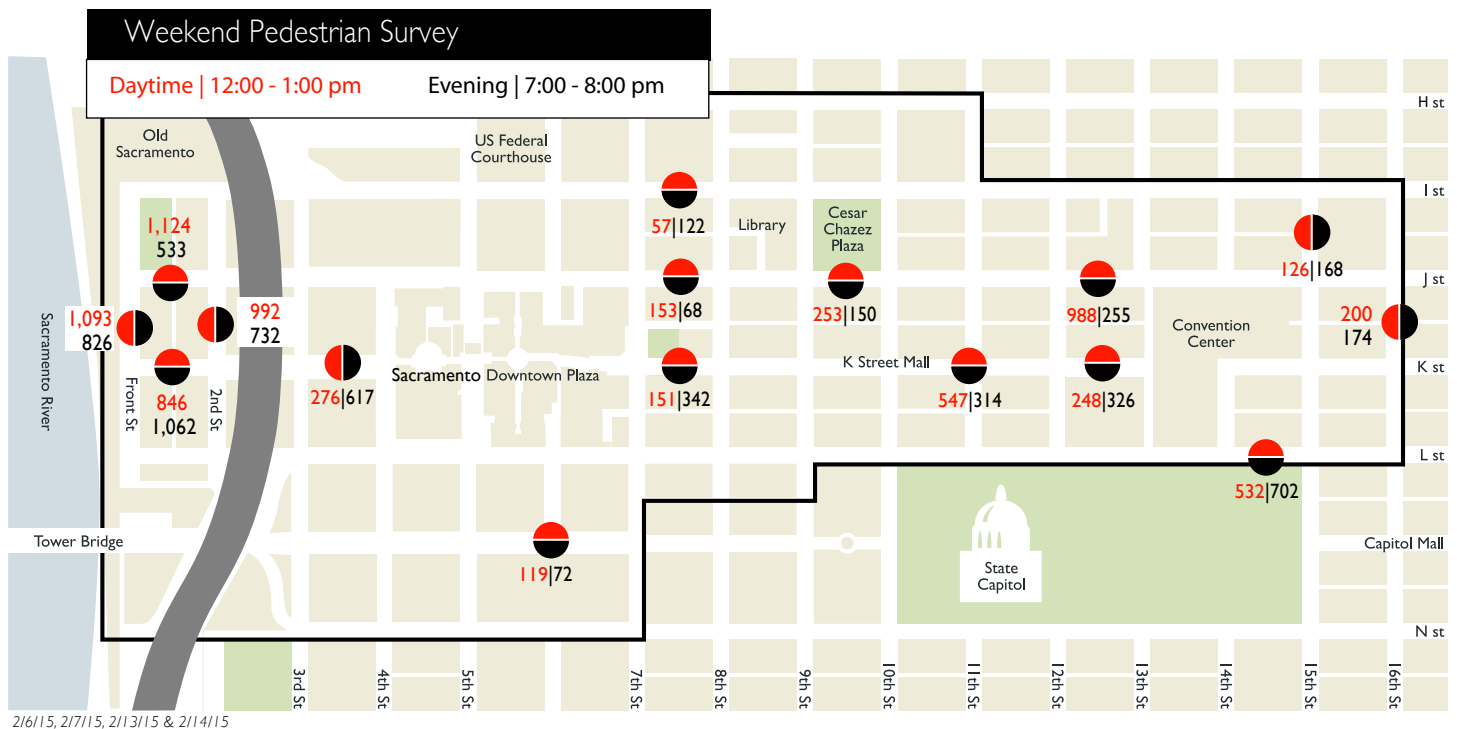 Weekend Pedestrian Survey
Daytime | 12:00 - 1:00 pm
Evening | 7:00 - 8:00 pm
H st
Old
Sacramento
US Federal
Courthouse
I st
1,124
533
57|122
Library
Cesar
Chazez
Plaza
126|168
J st
1,093
826
992
732
153|68
253|150
988|255
Convention
Center
200
174
Sacramento River
Front St
2nd St
846
1,062
276|617
Sacramento Downtown Plaza
151|342
K Street Mall
547|314
248|326
K st
L st
532|702
Tower Bridge
119|72
State
Capitol
Capitol Mall
N st
3rd St
4th St
5th St
7th St
8th St
9th St
10th St
11th St
12th St
13th St
14th St
15th St
16th St
2/6/15, 2/7/15, 2/13/15 & 2/14/15